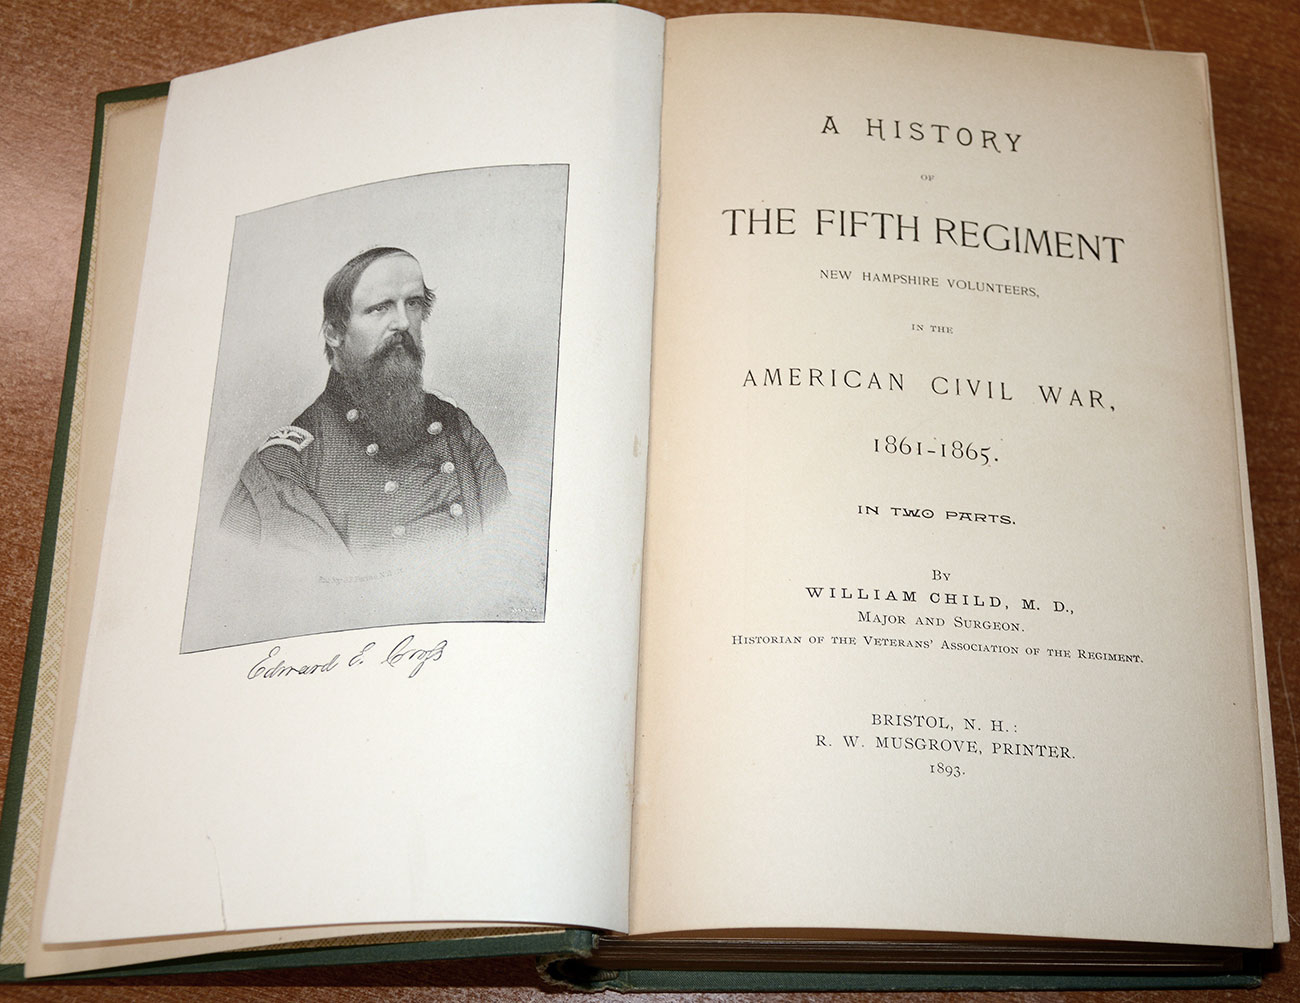 Edward E. Cross
A HISTORY
OF
THE FIFTH REGIMENT
NEW HAMPSHIRE VOLUNTEERS,
IN THE
AMERICAN CIVIL WAR,
1861-1865.
IN TWO PARTS.
By
WILLIAM CHILD, M. D.,
Major and Surgeon.
Historian of the Veterans' Association of the Regiment.
BRISTOL, N. H.:
R. W. MUSGROVE, PRINTER.
1893.